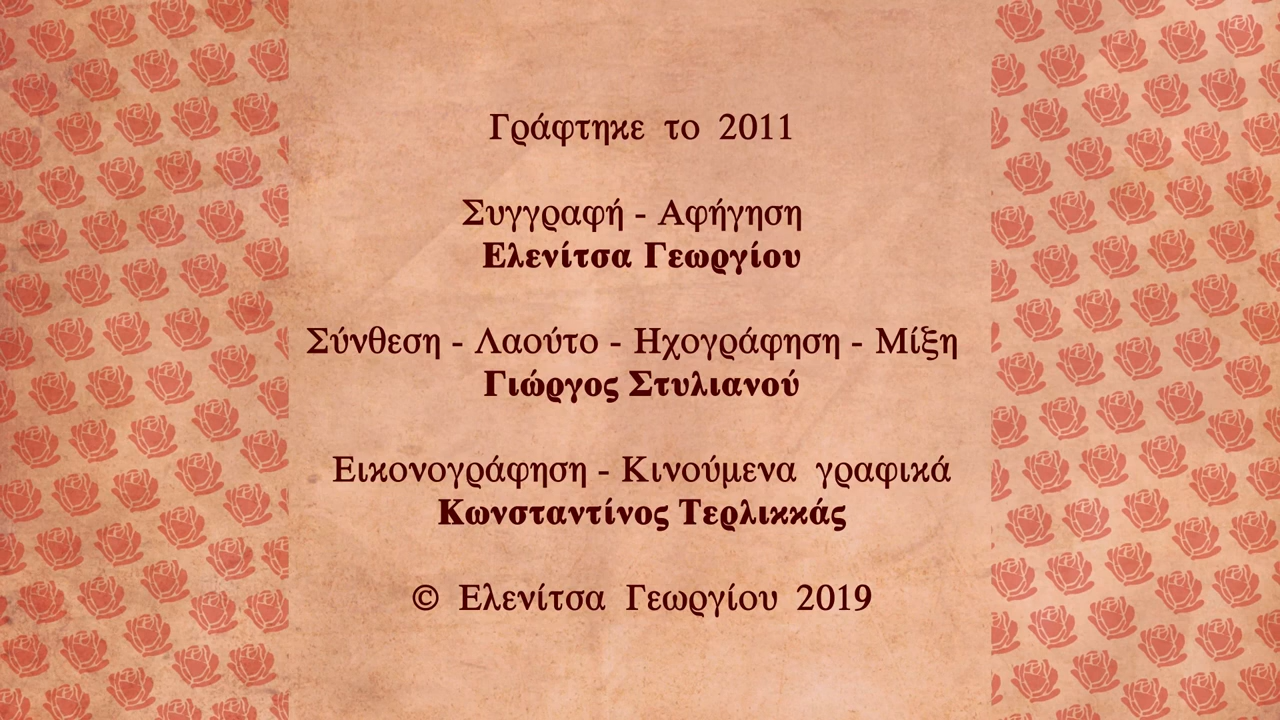 Γράφτηκε το 2011
Συγγραφή - Αφήγηση
Ελενίτσα Γεωργίου
Σύνθεση - Λαούτο - Ηχογράφηση - Μίξη
Γιώργος Στυλιανού
Εικονογράφηση - Κινούμενα γραφικά
Κωνσταντίνος Τερλικκάς
© Ελενίτσα Γεωργίου 2019